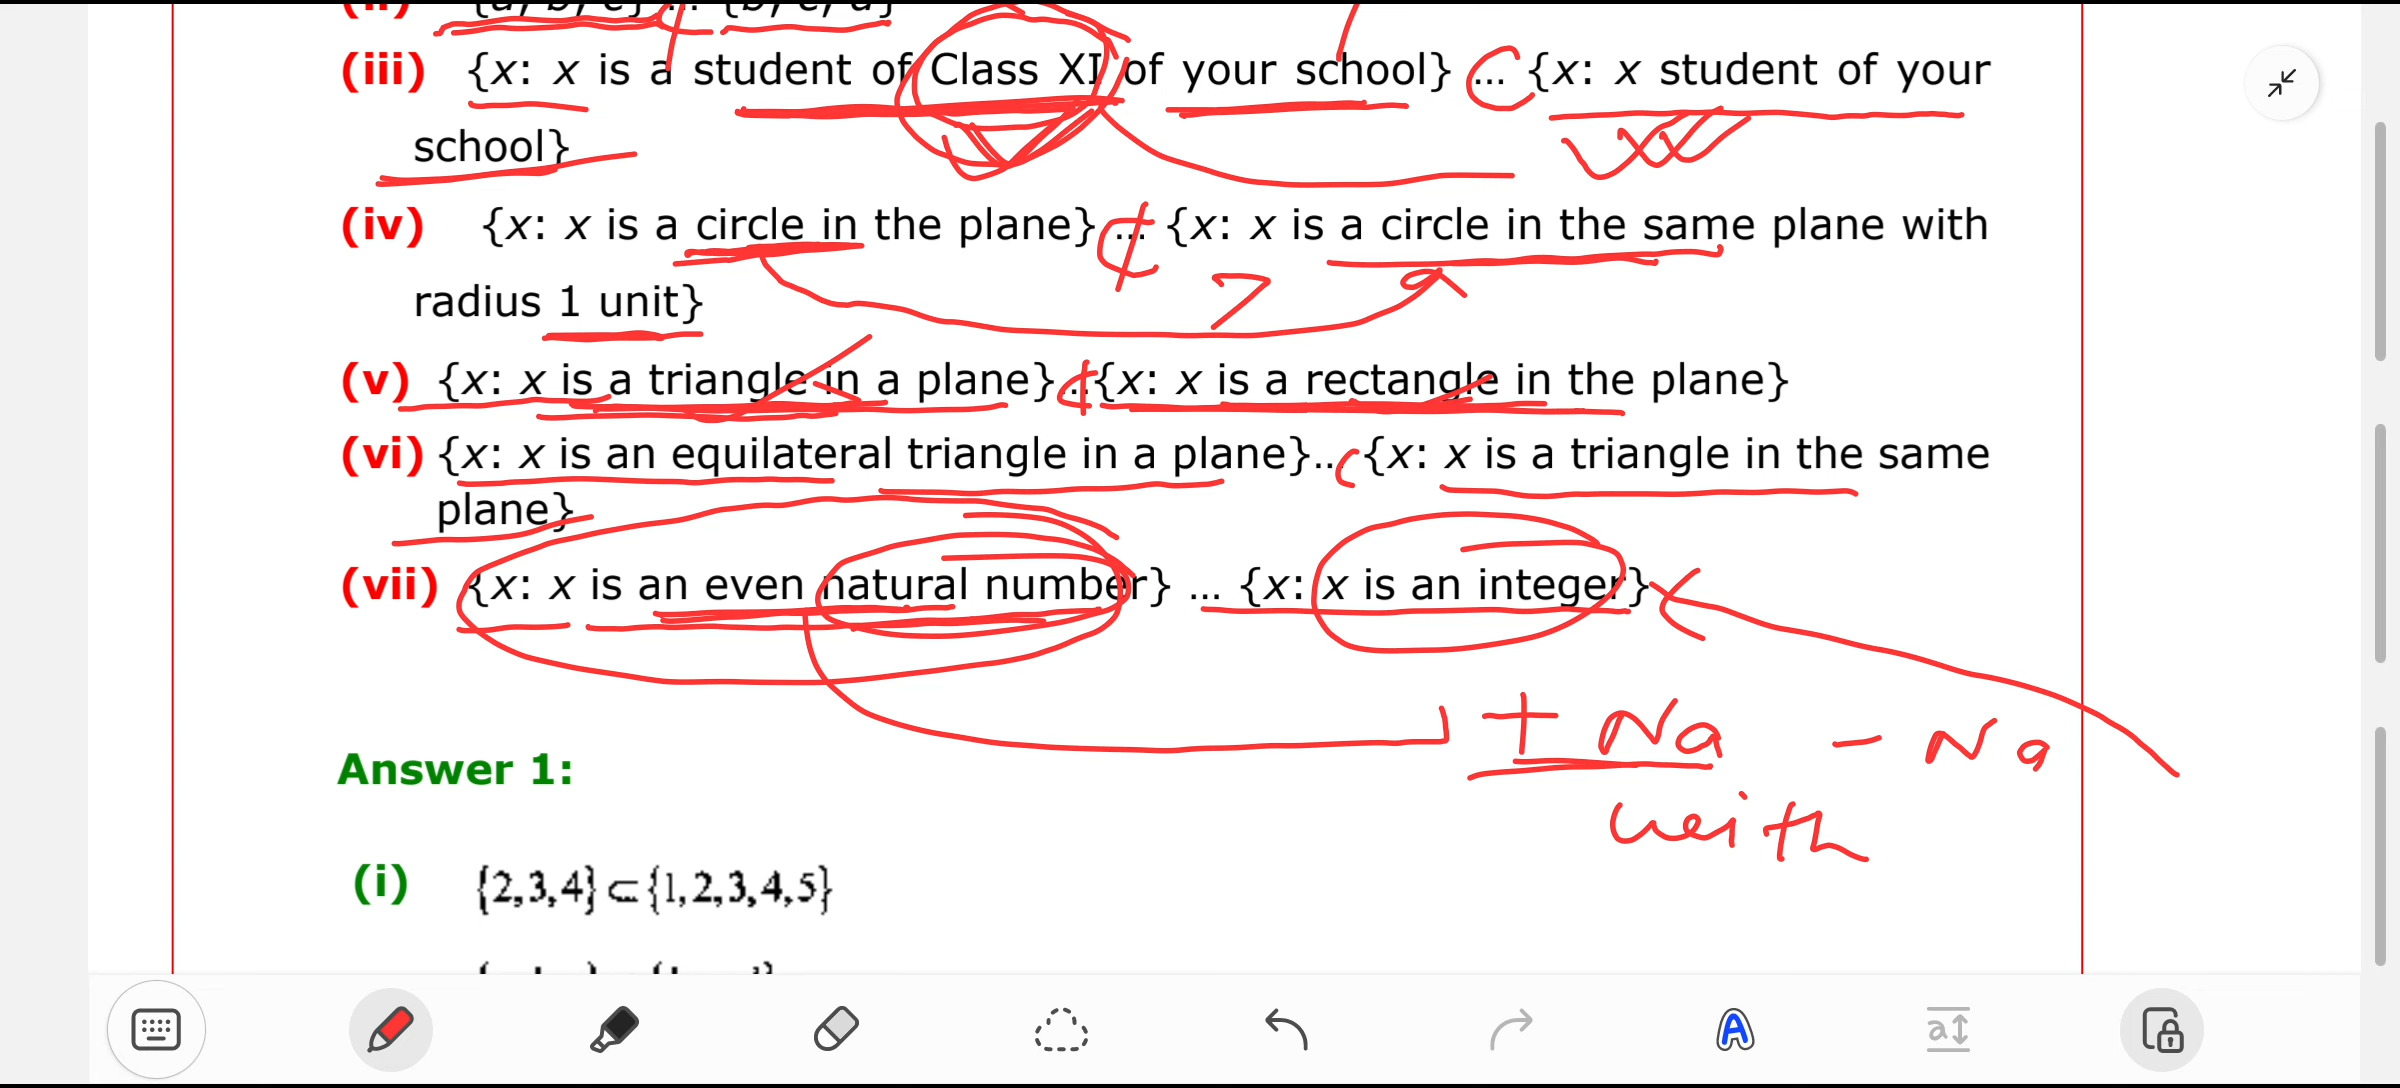 (ii) {a, b, c} ⊄ ... {b, c, d}
(iii) {x: x is a student of Class XI of your school} ⊂ ... {x: x student of your
school}
(iv) {x: x is a circle in the plane} ⊄ ... {x: x is a circle in the same plane with
radius 1 unit}
(v) {x: x is a triangle in a plane} ⊄ ... {x: x is a rectangle in the plane}
(vi) {x: x is an equilateral triangle in a plane}... ⊂ {x: x is a triangle in the same
plane}
(vii) {x: x is an even natural number} ... {x: x is an integer}
+ Na - Na
neith
Answer 1:
(i) {2,3,4} ⊂ {1,2,3,4,5}
A a